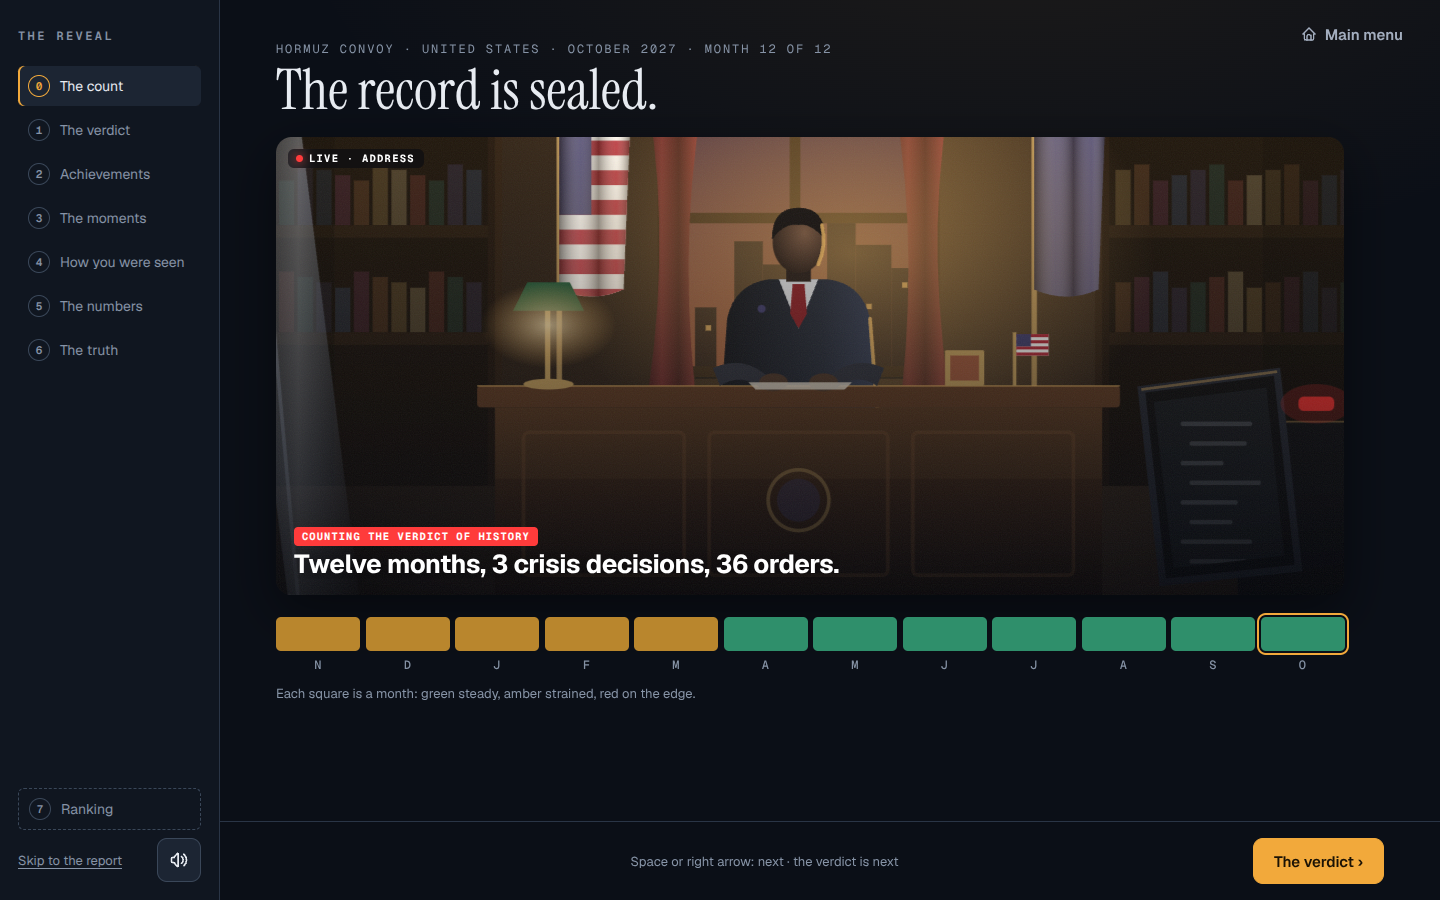 THE REVEAL
0 The count
1 The verdict
2 Achievements
3 The moments
4 How you were seen
5 The numbers
6 The truth
7 Ranking
Skip to the report
Main menu
HORMUZ CONVOY · UNITED STATES · OCTOBER 2027 · MONTH 12 OF 12
The record is sealed.
LIVE · ADDRESS
COUNTING THE VERDICT OF HISTORY
Twelve months, 3 crisis decisions, 36 orders.
N D J F M A M J J A S O
Each square is a month: green steady, amber strained, red on the edge.
Space or right arrow: next · the verdict is next
The verdict ›